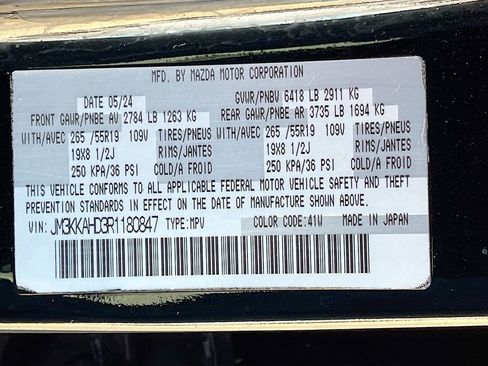 MFD. BY MAZDA MOTOR CORPORATION
DATE 05/24 GVWR/PNBV 6418 LB 2911 KG
FRONT GAWR/PNBE AV 2784 LB 1263 KG REAR GAWR/PNBE AR 3735 LB 1694 KG
WITH/AVEC 265 /55R19 109V TIRES/PNEUS WITH/AVEC 265 /55R19 109V TIRES/PNEUS
19X8 1/2J RIMS/JANTES 19X8 1/2J RIMS/JANTES
250 KPA/36 PSI COLD/A FROID 250 KPA/36 PSI COLD/A FROID
THIS VEHICLE CONFORMS TO ALL APPLICABLE FEDERAL MOTOR VEHICLE SAFETY AND THEFT
PREVENTION STANDARDS IN EFFECT ON THE DATE OF MANUFACTURE SHOWN ABOVE.
VIN: JM3KKAHD3R1180847 TYPE:MPV COLOR CODE:41W MADE IN JAPAN